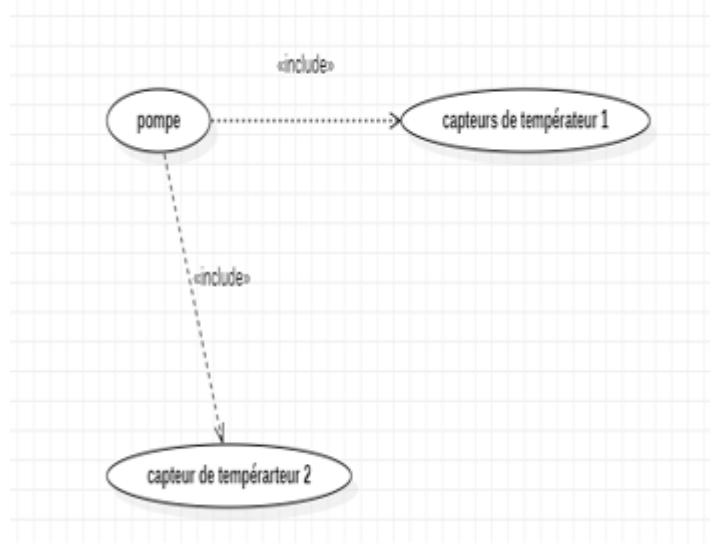 «include»
pompe
capteurs de températeur 1
«include»
capteur de tempérarteur 2